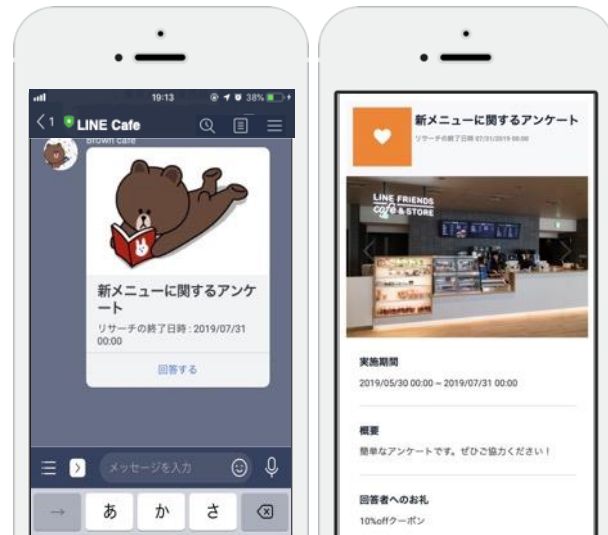 19:13
38%
1
LINE Cafe
brown cafe
新メニューに関するアンケ
ート
リサーチの終了日時 : 2019/07/31
00:00
回答する
メッセージを入力
→
あ
か
さ
新メニューに関するアンケート
リサーチの終了日時 07/31/2019 00:00
LINE FRIENDS
cafe & STORE
実施期間
2019/05/30 00:00 ~ 2019/07/31 00:00
概要
簡単なアンケートです。ぜひご協力ください！
回答者へのお礼
10%offクーポン